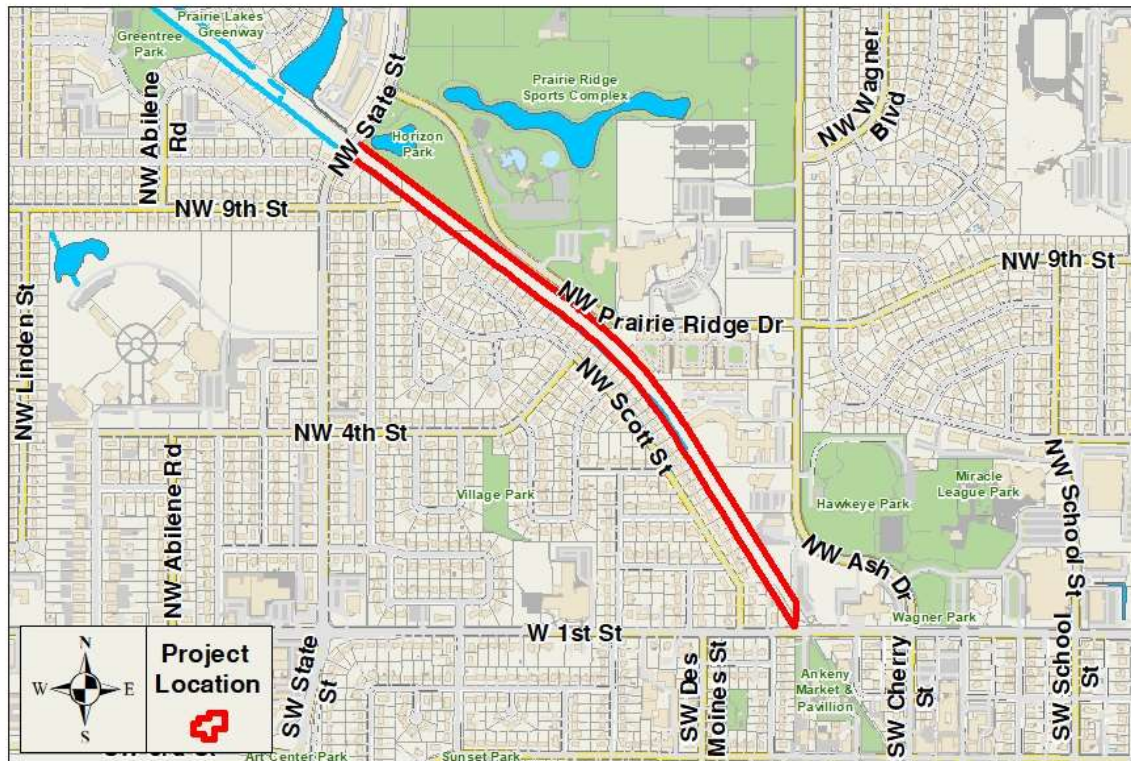 Prairie Lakes
Greenway
Greentree
Park
NW State St
NW Abilene
Rd
Horizon
Park
Prairie Ridge
Sports Complex
NW Wagner
Blvd
NW 9th St
NW 9th St
NW Linden St
NW Prairie Ridge Dr
NW Scott St
NW 4th St
NW Abilene Rd
Village Park
Hawkeye Park
Miracle
League Park
NW School St
NW Ash Dr
Wagner Park
W 1st St
SW State
St
SW Des
Moines St
Ankeny
Market &
Pavilion
SW Cherry
St
SW School
St
N
W
E
S
Project
Location
Art Center Park
Sunset Park